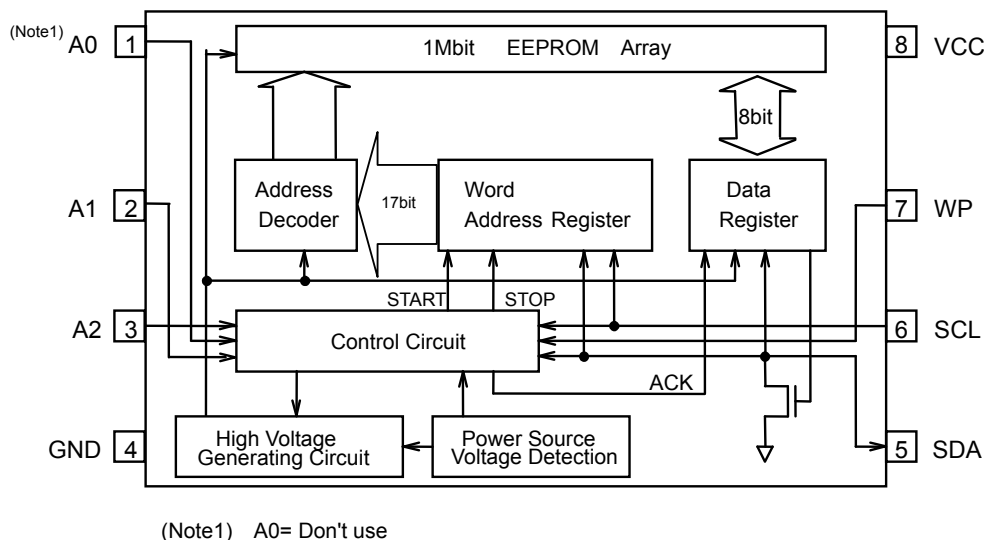 (Note1) A0 1
1Mbit EEPROM Array
8 VCC
8bit
A1 2
Address
Decoder
17bit
Word
Address Register
Data
Register
7 WP
START
STOP
A2 3
Control Circuit
6 SCL
ACK
GND 4
High Voltage
Generating Circuit
Power Source
Voltage Detection
5 SDA
(Note1) A0= Don't use